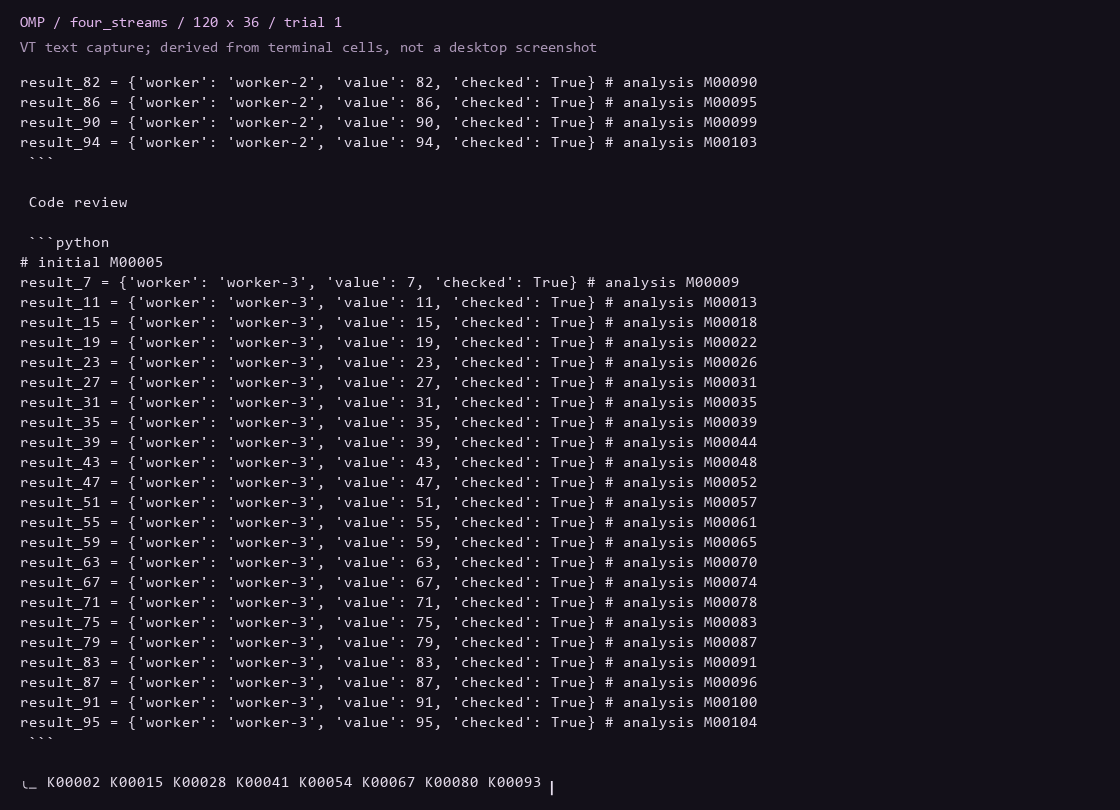 OMP / four_streams / 120 x 36 / trial 1
VT text capture; derived from terminal cells, not a desktop screenshot
result_82 = {'worker': 'worker-2', 'value': 82, 'checked': True} # analysis M00090
result_86 = {'worker': 'worker-2', 'value': 86, 'checked': True} # analysis M00095
result_90 = {'worker': 'worker-2', 'value': 90, 'checked': True} # analysis M00099
result_94 = {'worker': 'worker-2', 'value': 94, 'checked': True} # analysis M00103
```
Code review
```python
# initial M00005
result_7 = {'worker': 'worker-3', 'value': 7, 'checked': True} # analysis M00009
result_11 = {'worker': 'worker-3', 'value': 11, 'checked': True} # analysis M00013
result_15 = {'worker': 'worker-3', 'value': 15, 'checked': True} # analysis M00018
result_19 = {'worker': 'worker-3', 'value': 19, 'checked': True} # analysis M00022
result_23 = {'worker': 'worker-3', 'value': 23, 'checked': True} # analysis M00026
result_27 = {'worker': 'worker-3', 'value': 27, 'checked': True} # analysis M00031
result_31 = {'worker': 'worker-3', 'value': 31, 'checked': True} # analysis M00035
result_35 = {'worker': 'worker-3', 'value': 35, 'checked': True} # analysis M00039
result_39 = {'worker': 'worker-3', 'value': 39, 'checked': True} # analysis M00044
result_43 = {'worker': 'worker-3', 'value': 43, 'checked': True} # analysis M00048
result_47 = {'worker': 'worker-3', 'value': 47, 'checked': True} # analysis M00052
result_51 = {'worker': 'worker-3', 'value': 51, 'checked': True} # analysis M00057
result_55 = {'worker': 'worker-3', 'value': 55, 'checked': True} # analysis M00061
result_59 = {'worker': 'worker-3', 'value': 59, 'checked': True} # analysis M00065
result_63 = {'worker': 'worker-3', 'value': 63, 'checked': True} # analysis M00070
result_67 = {'worker': 'worker-3', 'value': 67, 'checked': True} # analysis M00074
result_71 = {'worker': 'worker-3', 'value': 71, 'checked': True} # analysis M00078
result_75 = {'worker': 'worker-3', 'value': 75, 'checked': True} # analysis M00083
result_79 = {'worker': 'worker-3', 'value': 79, 'checked': True} # analysis M00087
result_83 = {'worker': 'worker-3', 'value': 83, 'checked': True} # analysis M00091
result_87 = {'worker': 'worker-3', 'value': 87, 'checked': True} # analysis M00096
result_91 = {'worker': 'worker-3', 'value': 91, 'checked': True} # analysis M00100
result_95 = {'worker': 'worker-3', 'value': 95, 'checked': True} # analysis M00104
```
╰─ K00002 K00015 K00028 K00041 K00054 K00067 K00080 K00093